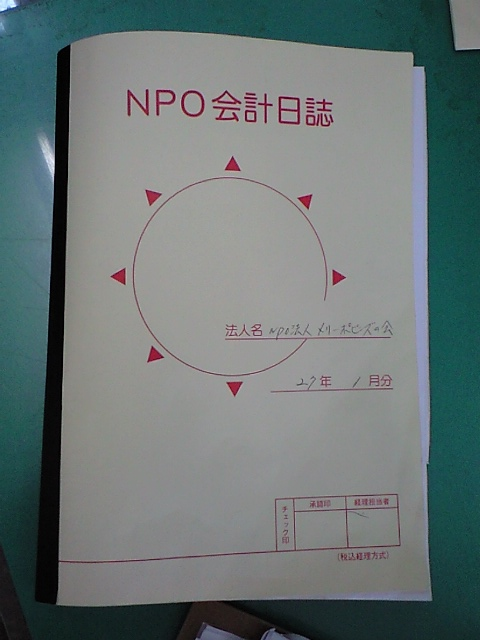 NPO会計日誌
法人名 NPO法人 メリーポピンズの会
27年 1月分
チェック印
承認印
経理担当者
(税込経理方式)